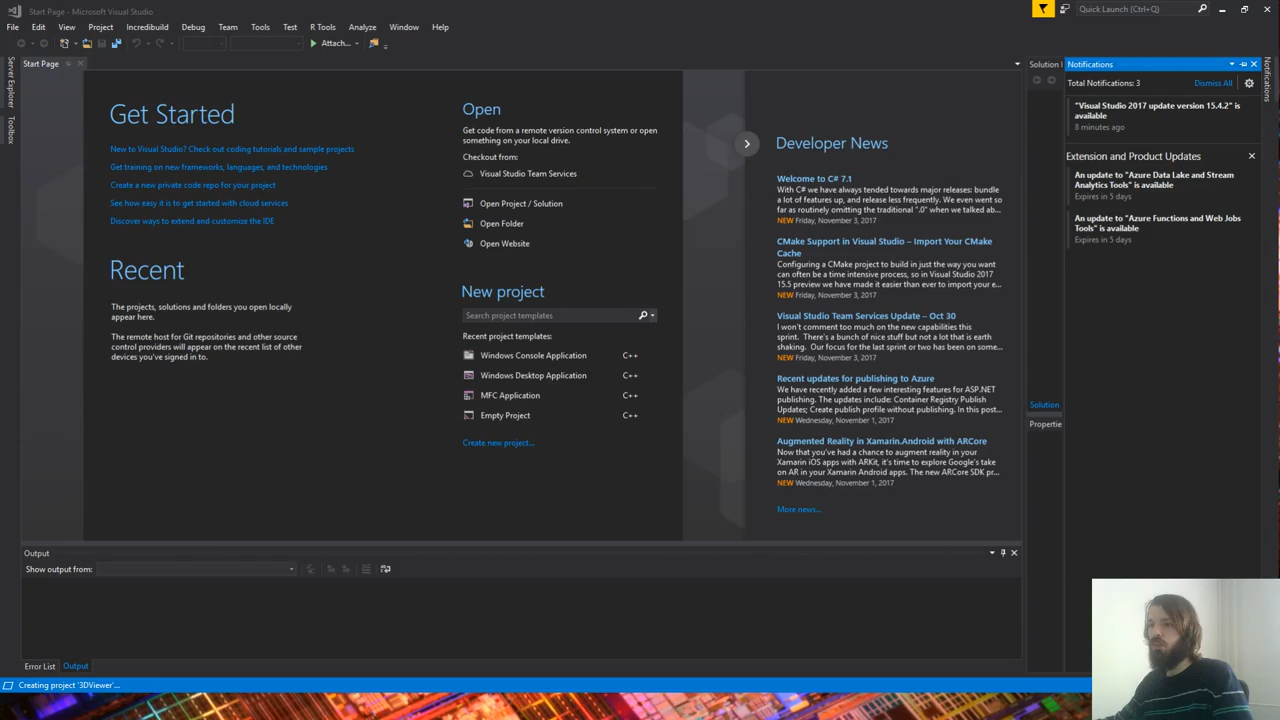 Start Page - Microsoft Visual Studio
Quick Launch (Ctrl+Q)
File Edit View Project Incredibuild Debug Team Tools Test R Tools Analyze Window Help
Attach...
Server Explorer
Toolbox
Start Page
Get Started
New to Visual Studio? Check out coding tutorials and sample projects
Get training on new frameworks, languages, and technologies
Create a new private code repo for your project
See how easy it is to get started with cloud services
Discover ways to extend and customize the IDE
Recent
The projects, solutions and folders you open locally
appear here.
The remote host for Git repositories and other source
control providers will appear on the recent list of
other devices you've signed in to.
Open
Get code from a remote version control system or open
something on your local drive.
Checkout from:
Visual Studio Team Services
Open Project / Solution
Open Folder
Open Website
New project
Search project templates
Recent project templates:
Windows Console Application C++
Windows Desktop Application C++
MFC Application C++
Empty Project C++
Create new project...
Developer News
Welcome to C# 7.1
With C# we have always tended towards major releases: bundle
a lot of features up, and release less frequently. We even went so
far as routinely omitting the traditional ".0" when we talked ab...
NEW Friday, November 3, 2017
CMake Support in Visual Studio – Import Your CMake
Cache
Configuring a CMake project to build in just the way you want
can often be a time intensive process, so in Visual Studio 2017
15.5 preview we have made it easier than ever to import your e...
NEW Friday, November 3, 2017
Visual Studio Team Services Update – Oct 30
I won't comment too much on the new capabilities this
sprint. There's a bunch of nice stuff but not a lot that is earth
shaking. Our focus for the last sprint or two has been on some...
NEW Friday, November 3, 2017
Recent updates for publishing to Azure
We have recently added a few interesting features for ASP.NET
publishing. The updates include: Container Registry Publish
Updates; Create publish profile without publishing. In this post...
NEW Wednesday, November 1, 2017
Augmented Reality in Xamarin.Android with ARCore
Now that you've had a chance to augment reality in your
Xamarin iOS apps with ARKit, it's time to explore Google's take
on AR in your Xamarin Android apps. The new ARCore SDK pr...
NEW Wednesday, November 1, 2017
More news...
Solution
Solution
Propertie
Notifications
Total Notifications: 3 Dismiss All
"Visual Studio 2017 update version 15.4.2" is
available
8 minutes ago
Extension and Product Updates
An update to "Azure Data Lake and Stream
Analytics Tools" is available
Expires in 5 days
An update to "Azure Functions and Web Jobs
Tools" is available
Expires in 5 days
Notifications
Output
Show output from:
Error List Output
Creating project '3DViewer'...